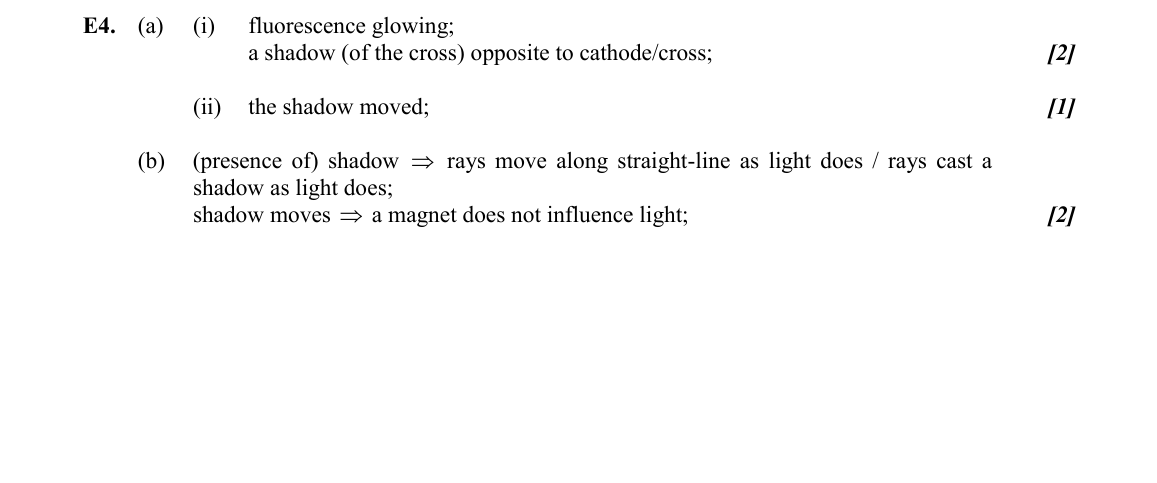 E4. (a) (i) fluorescence glowing;
a shadow (of the cross) opposite to cathode/cross; [2]
(ii) the shadow moved; [1]
(b) (presence of) shadow ⇒ rays move along straight-line as light does / rays cast a
shadow as light does;
shadow moves ⇒ a magnet does not influence light; [2]